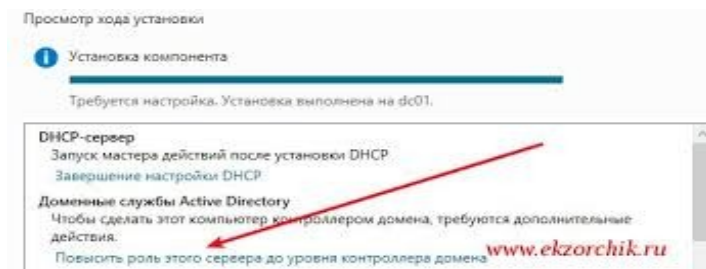 Просмотр хода установки
Установка компонента
Требуется настройка. Установка выполнена на dc01.
DHCP-сервер
Запуск мастера действий после установки DHCP
Завершение настройки DHCP
Доменные службы Active Directory
Чтобы сделать этот компьютер контроллером домена, требуются дополнительные
действия.
Повысить роль этого сервера до уровня контроллера домена
www.ekzorchik.ru